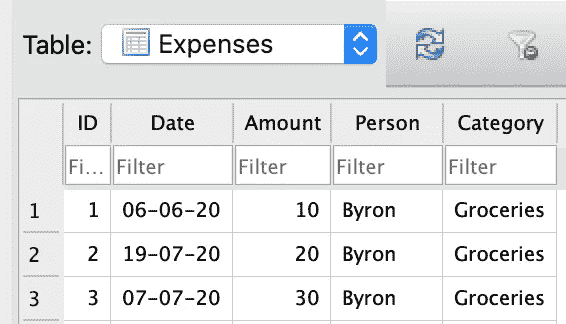 Table: Expenses
ID Date Amount Person Category
Fi... Filter Filter Filter Filter
1 1 06-06-20 10 Byron Groceries
2 2 19-07-20 20 Byron Groceries
3 3 07-07-20 30 Byron Groceries